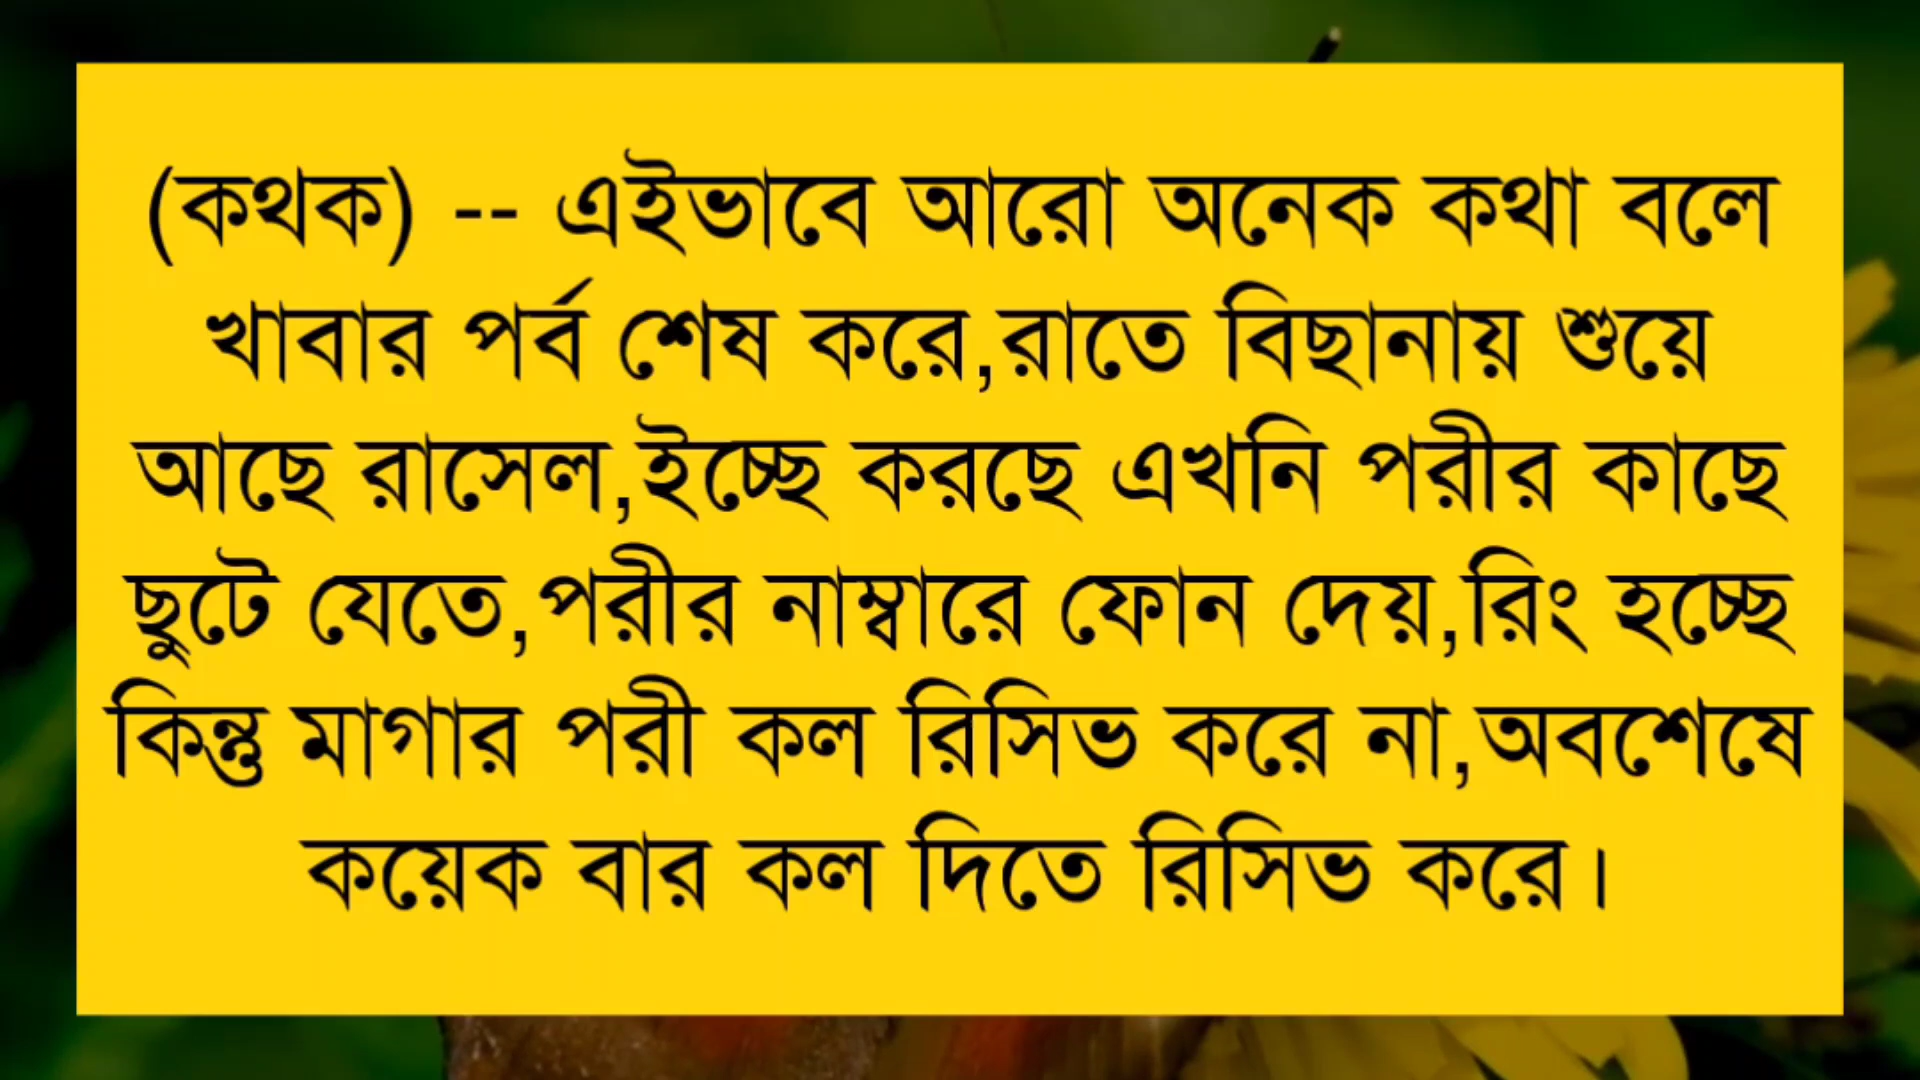 (কথক) -- এইভাবে আরো অনেক কথা বলে
খাবার পর্ব শেষ করে,রাতে বিছানায় শুয়ে
আছে রাসেল,ইচ্ছে করছে এখনি পরীর কাছে
ছুটে যেতে,পরীর নাম্বারে ফোন দেয়,রিং হচ্ছে
কিন্তু মাগার পরী কল রিসিভ করে না,অবশেষে
কয়েক বার কল দিতে রিসিভ করে।